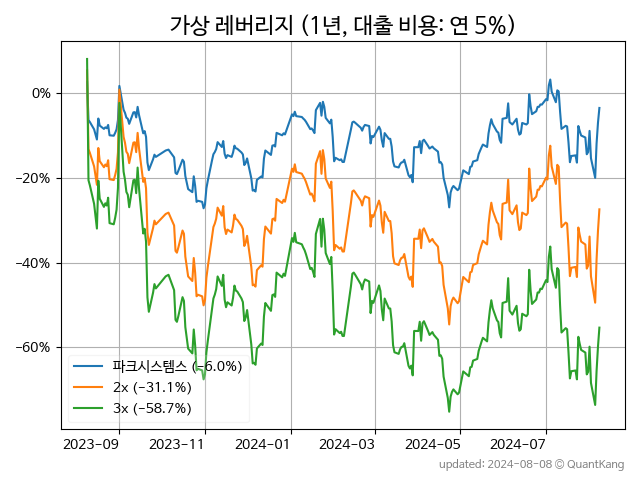 가상 레버리지 (1년, 대출 비용: 연 5%)
0%
−20%
−40%
−60%
파크시스템스 (−6.0%)
2x (−31.1%)
3x (−58.7%)
2023-09 2023-11 2024-01 2024-03 2024-05 2024-07
updated: 2024-08-08 © QuantKang